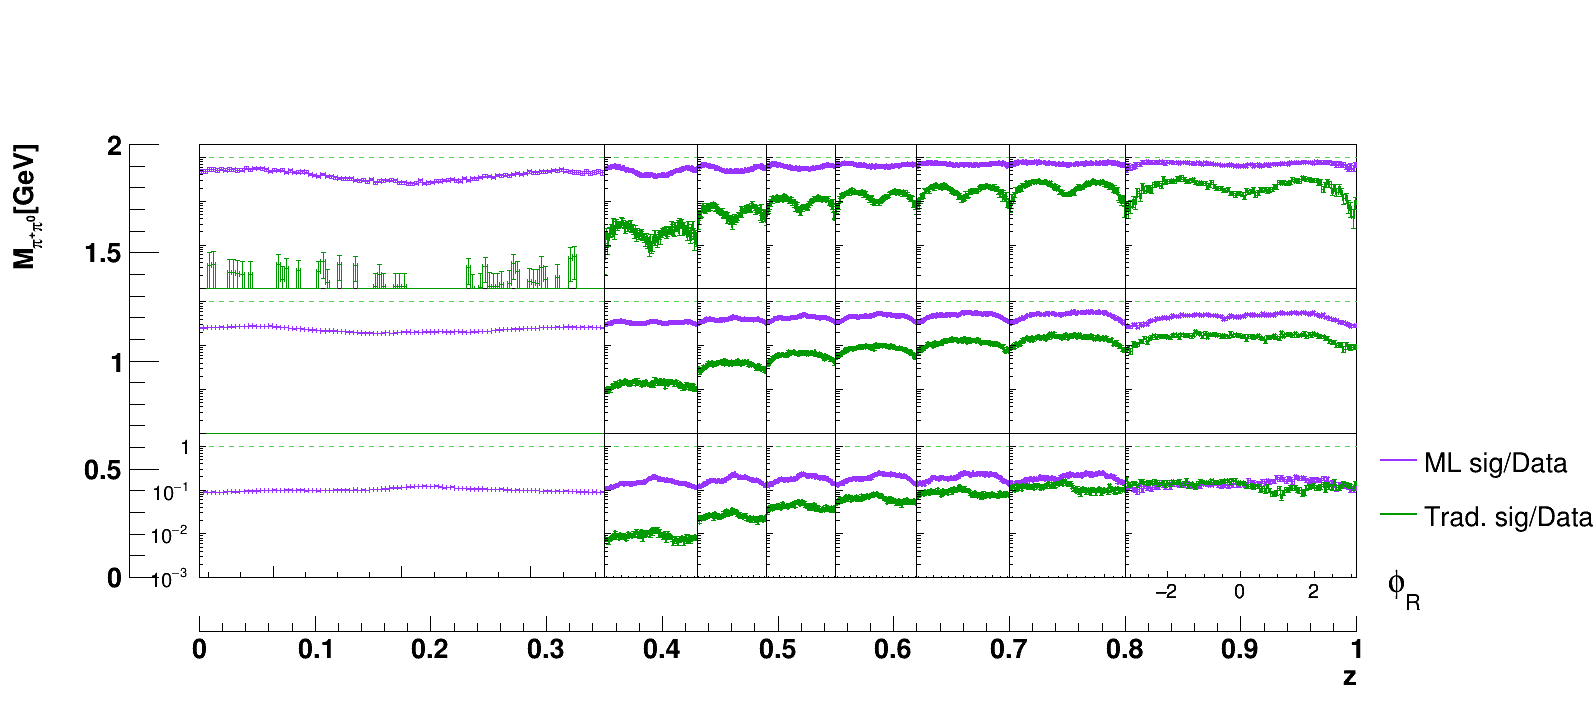 M_{π⁺π⁰}[GeV]
2
1.5
1
0.5
0
1
10⁻¹
10⁻²
10⁻³
ML sig/Data
Trad. sig/Data
−2 0 2
ϕ_R
0 0.1 0.2 0.3 0.4 0.5 0.6 0.7 0.8 0.9 1
z